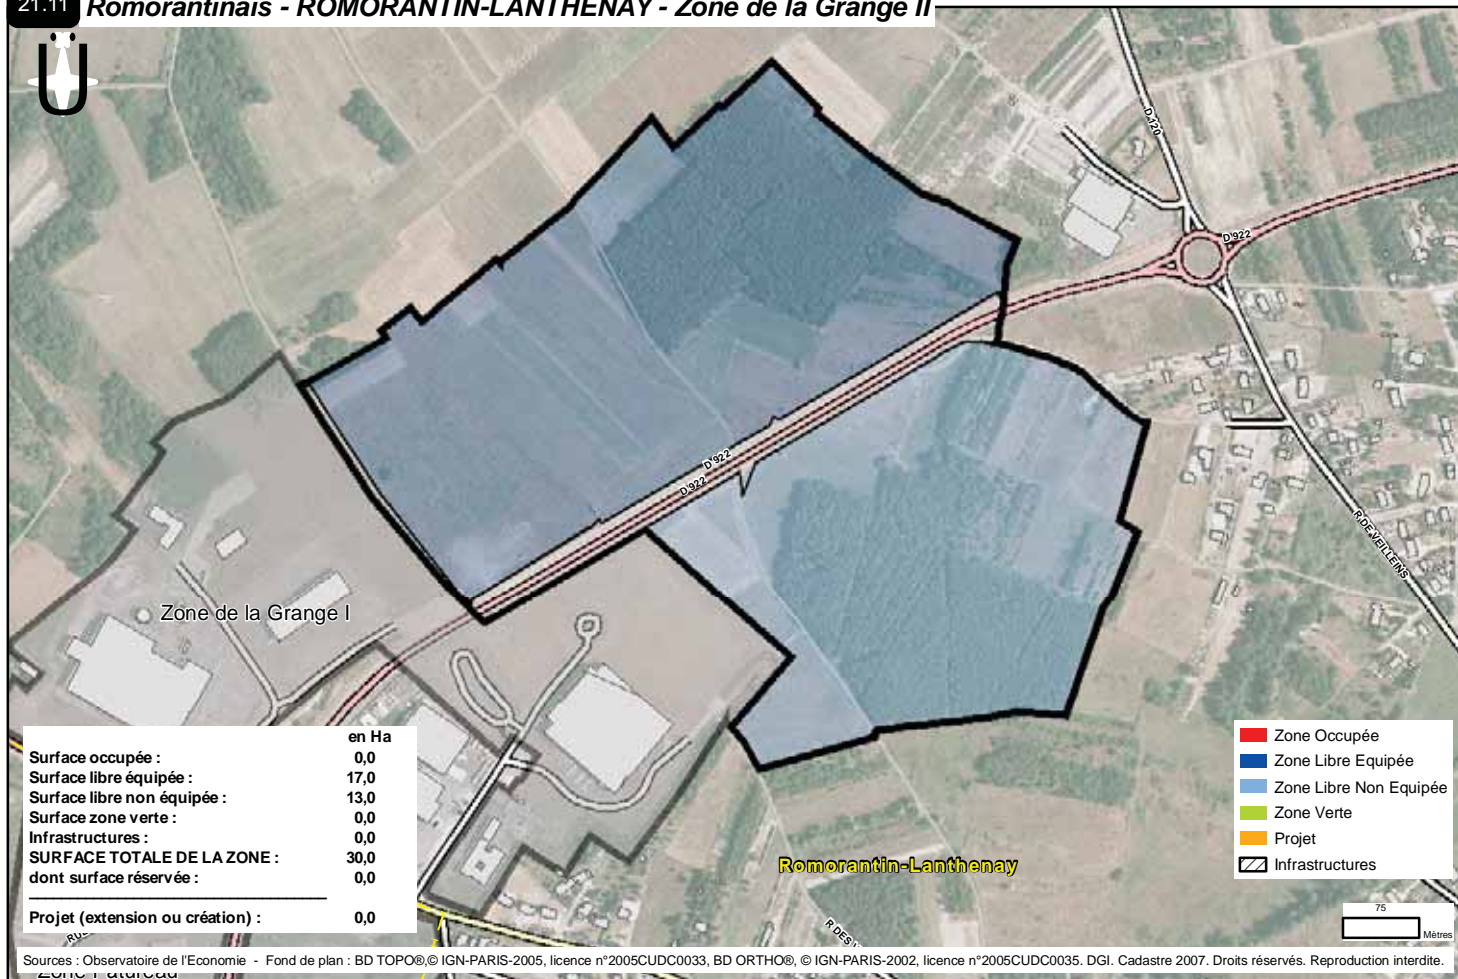 21.11 Romorantinais - ROMORANTIN-LANTHENAY - Zone de la Grange II
D 120
D 922
D 922
D 922
R DE VEILLEINS
Zone de la Grange I
en Ha
Surface occupée : 0,0
Surface libre équipée : 17,0
Surface libre non équipée : 13,0
Surface zone verte : 0,0
Infrastructures : 0,0
SURFACE TOTALE DE LA ZONE : 30,0
dont surface réservée : 0,0
Projet (extension ou création) : 0,0
Zone Occupée
Zone Libre Equipée
Zone Libre Non Equipée
Zone Verte
Projet
Infrastructures
Romorantin-Lanthenay
75
Mètres
R DES
Sources : Observatoire de l'Economie - Fond de plan : BD TOPO®,© IGN-PARIS-2005, licence n°2005CUDC0033, BD ORTHO®, © IGN-PARIS-2002, licence n°2005CUDC0035. DGI. Cadastre 2007. Droits réservés. Reproduction interdite.
Zone Patureau